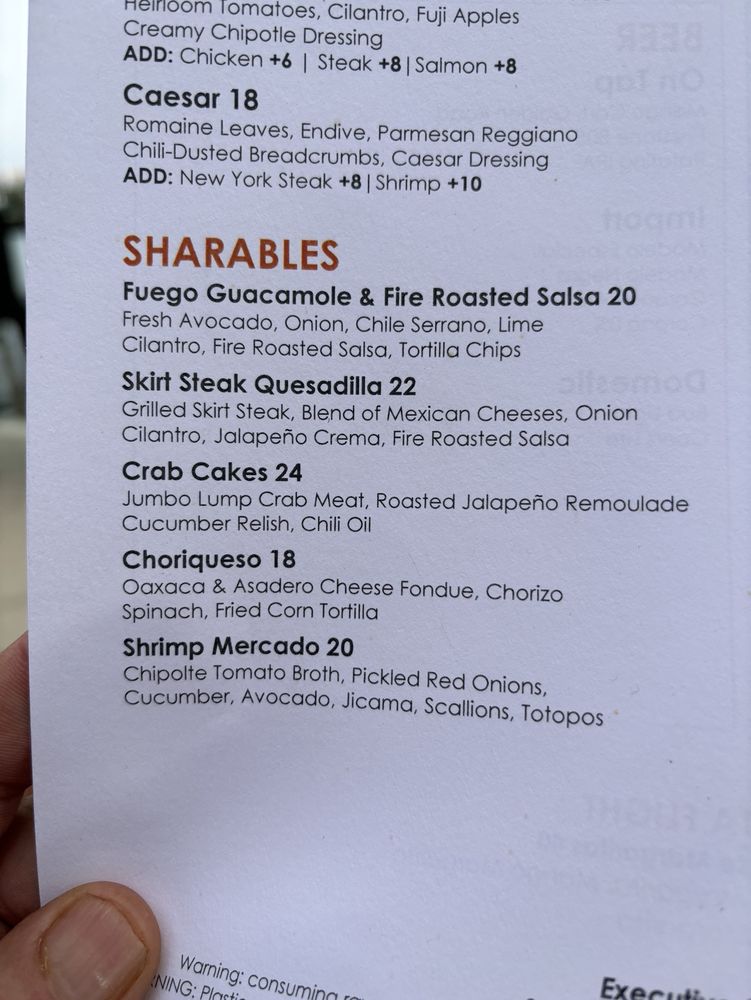 Heirloom Tomatoes, Cilantro, Fuji Apples
Creamy Chipotle Dressing
ADD: Chicken +6 | Steak +8 | Salmon +8
Caesar 18
Romaine Leaves, Endive, Parmesan Reggiano
Chili-Dusted Breadcrumbs, Caesar Dressing
ADD: New York Steak +8 | Shrimp +10
SHARABLES
Fuego Guacamole & Fire Roasted Salsa 20
Fresh Avocado, Onion, Chile Serrano, Lime
Cilantro, Fire Roasted Salsa, Tortilla Chips
Skirt Steak Quesadilla 22
Grilled Skirt Steak, Blend of Mexican Cheeses, Onion
Cilantro, Jalapeño Crema, Fire Roasted Salsa
Crab Cakes 24
Jumbo Lump Crab Meat, Roasted Jalapeño Remoulade
Cucumber Relish, Chili Oil
Choriqueso 18
Oaxaca & Asadero Cheese Fondue, Chorizo
Spinach, Fried Corn Tortilla
Shrimp Mercado 20
Chipolte Tomato Broth, Pickled Red Onions,
Cucumber, Avocado, Jicama, Scallions, Totopos
Warning: consuming